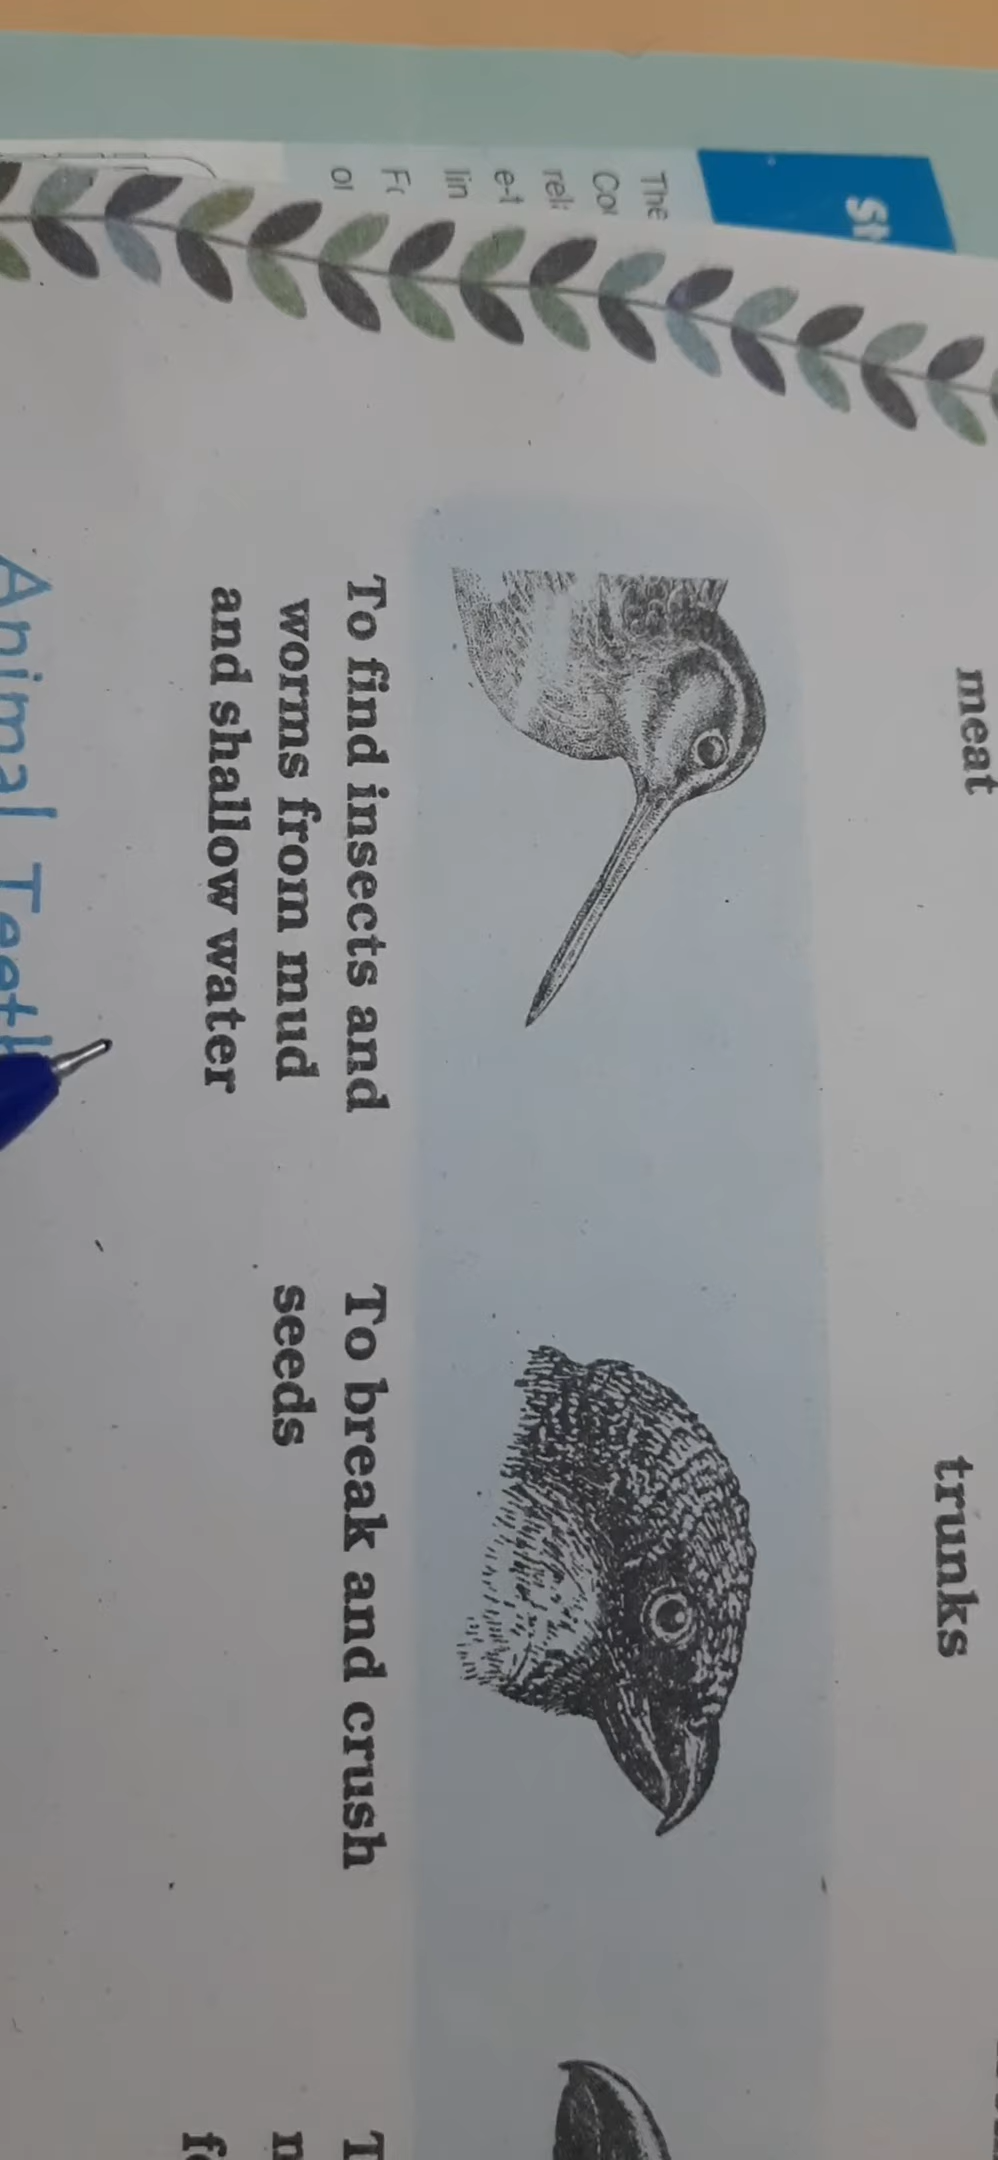 The
meat
trunks
To find insects and
worms from mud
and shallow water
To break and crush
seeds
Animal Teeth